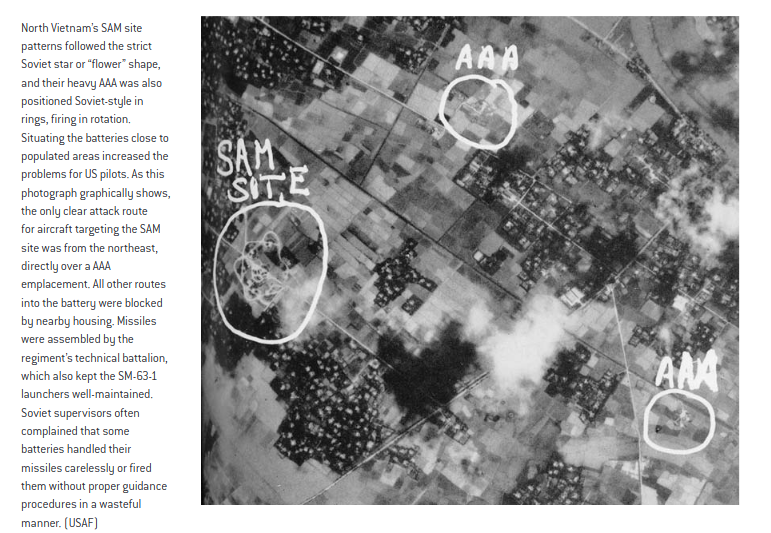 North Vietnam's SAM site
patterns followed the strict
Soviet star or “flower” shape,
and their heavy AAA was also
positioned Soviet-style in
rings, firing in rotation.
Situating the batteries close to
populated areas increased the
problems for US pilots. As this
photograph graphically shows,
the only clear attack route
for aircraft targeting the SAM
site was from the northeast,
directly over a AAA
emplacement. All other routes
into the battery were blocked
by nearby housing. Missiles
were assembled by the
regiment's technical battalion,
which also kept the SM-63-1
launchers well-maintained.
Soviet supervisors often
complained that some
batteries handled their
missiles carelessly or fired
them without proper guidance
procedures in a wasteful
manner. (USAF)
AAA
SAM
SITE
AAA